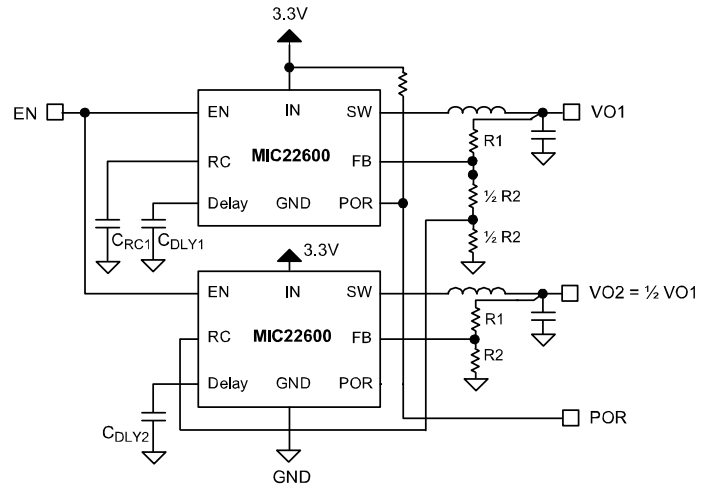 3.3V
EN
EN
IN
SW
VO1
R1
RC
MIC22600
FB
½ R2
Delay
GND
POR
½ R2
CRC1
CDLY1
3.3V
EN
IN
SW
VO2 = ½ VO1
R1
RC
MIC22600
FB
R2
Delay
GND
POR
CDLY2
POR
GND